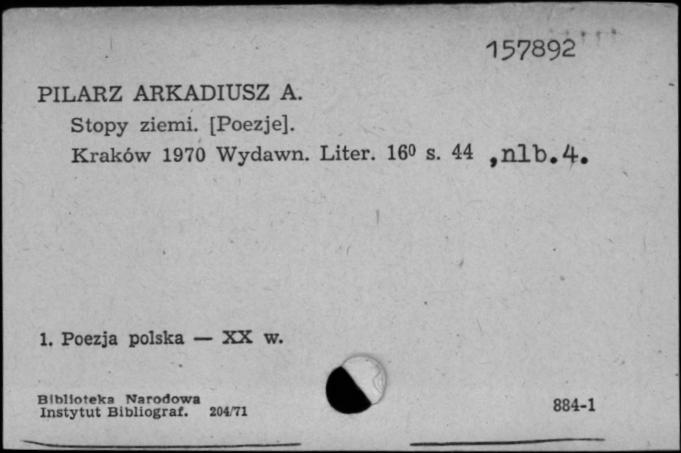 157892
PILARZ ARKADIUSZ A.
Stopy ziemi. [Poezje].
Kraków 1970 Wydawn. Liter. 16⁰ s. 44 ,nlb.4.
1. Poezja polska — XX w.
Biblioteka Narodowa
Instytut Bibliograf. 204/71
884-1